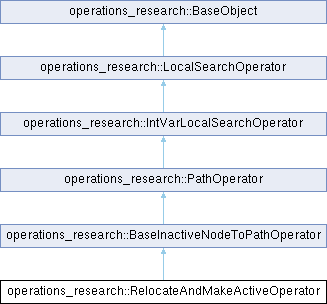 operations_research::BaseObject
operations_research::LocalSearchOperator
operations_research::IntVarLocalSearchOperator
operations_research::PathOperator
operations_research::BaseInactiveNodeToPathOperator
operations_research::RelocateAndMakeActiveOperator